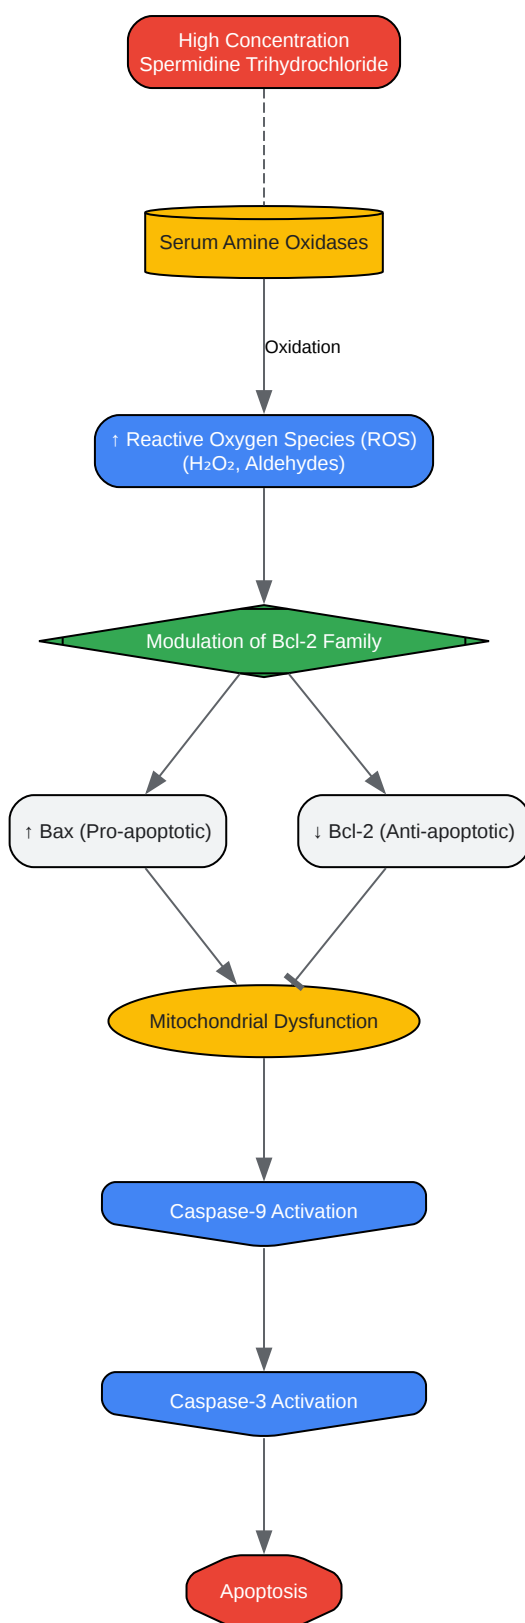 High Concentration
Spermidine Trihydrochloride
Serum Amine Oxidases
Oxidation
↑ Reactive Oxygen Species (ROS)
(H₂O₂, Aldehydes)
Modulation of Bcl-2 Family
↑ Bax (Pro-apoptotic)
↓ Bcl-2 (Anti-apoptotic)
Mitochondrial Dysfunction
Caspase-9 Activation
Caspase-3 Activation
Apoptosis